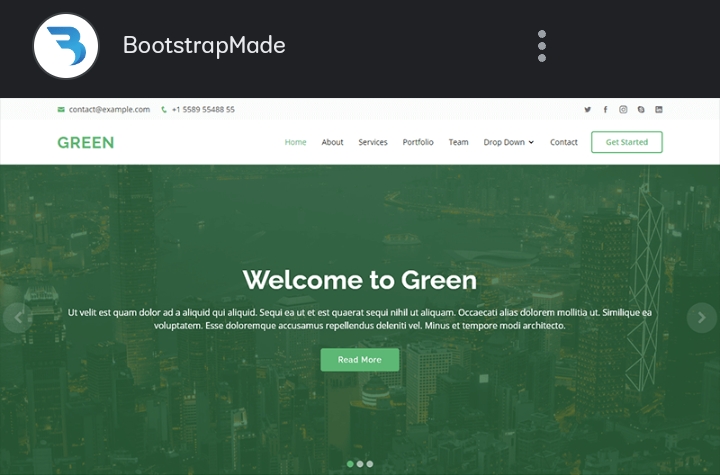 BootstrapMade
contact@example.com +1 5589 55488 55
GREEN Home About Services Portfolio Team Drop Down Contact Get Started
Welcome to Green
Ut velit est quam dolor ad a aliquid qui aliquid. Sequi ea ut et est quaerat sequi nihil ut aliquam. Occaecati alias dolorem mollitia ut. Similique ea
voluptatem. Esse doloremque accusamus repellendus deleniti vel. Minus et tempore modi architecto.
Read More